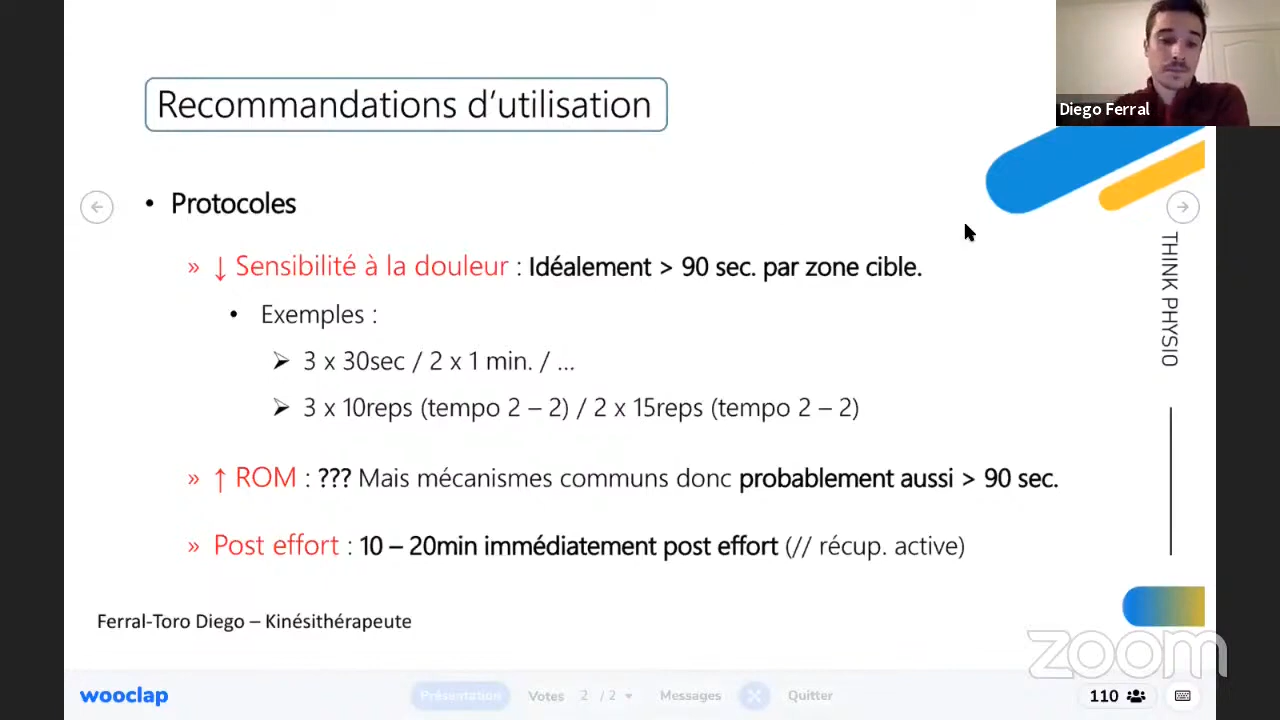 Diego Ferral
Recommandations d’utilisation
• Protocoles
» ↓ Sensibilité à la douleur : Idéalement > 90 sec. par zone cible.
• Exemples :
➢ 3 x 30sec / 2 x 1 min. / ...
➢ 3 x 10reps (tempo 2 – 2) / 2 x 15reps (tempo 2 – 2)
» ↑ ROM : ??? Mais mécanismes communs donc probablement aussi > 90 sec.
» Post effort : 10 – 20min immédiatement post effort (// récup. active)
THINK PHYSIO
Ferral-Toro Diego – Kinésithérapeute
zoom
wooclap
Présentation Votes 2 / 2 Messages Quitter 110